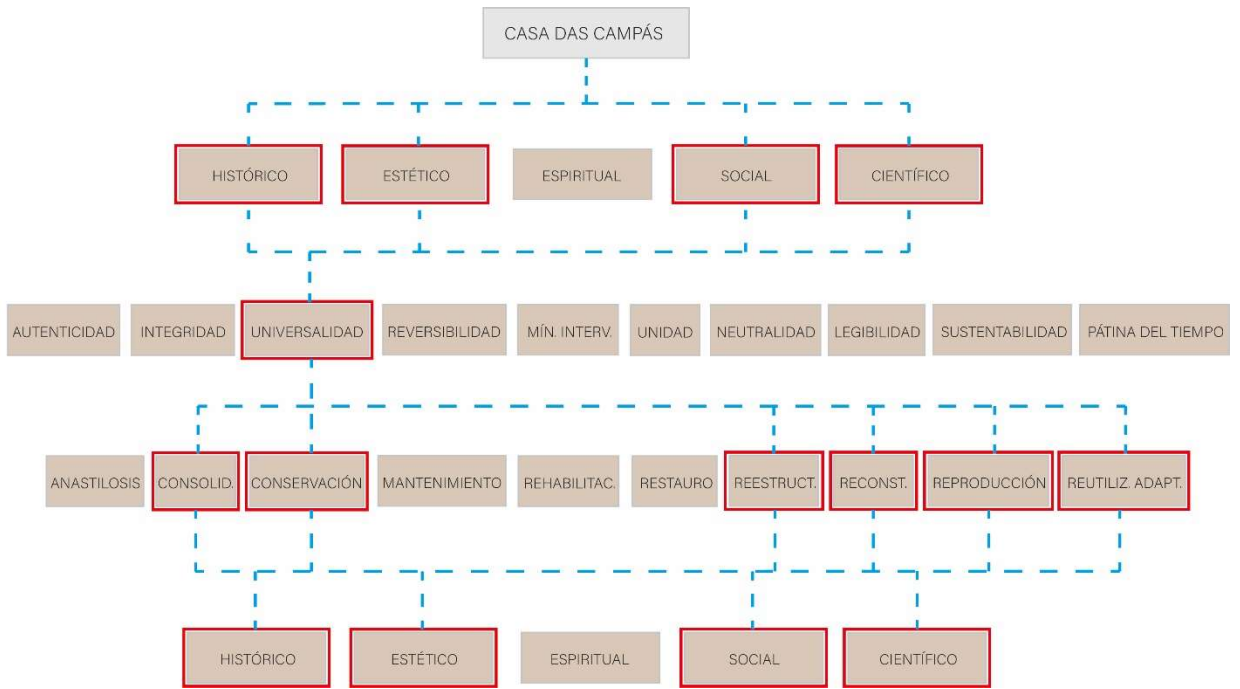 CASA DAS CAMPÁS
HISTÓRICO ESTÉTICO ESPIRITUAL SOCIAL CIENTÍFICO
AUTENTICIDAD INTEGRIDAD UNIVERSALIDAD REVERSIBILIDAD MÍN. INTERV. UNIDAD NEUTRALIDAD LEGIBILIDAD SUSTENTABILIDAD PÁTINA DEL TIEMPO
ANASTILOSIS CONSOLID. CONSERVACIÓN MANTENIMIENTO REHABILITAC. RESTAURO REESTRUCT. RECONST. REPRODUCCIÓN REUTILIZ. ADAPT.
HISTÓRICO ESTÉTICO ESPIRITUAL SOCIAL CIENTÍFICO